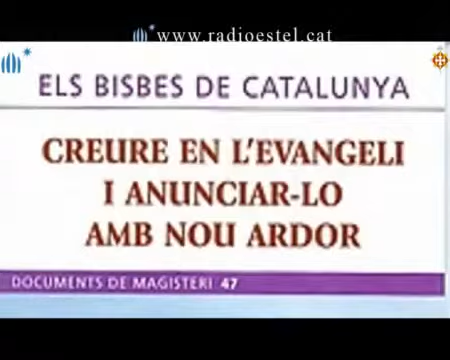 www.radioestel.cat
ELS BISBES DE CATALUNYA
CREURE EN L'EVANGELI
I ANUNCIAR-LO
AMB NOU ARDOR
DOCUMENTS DE MAGISTERI 47